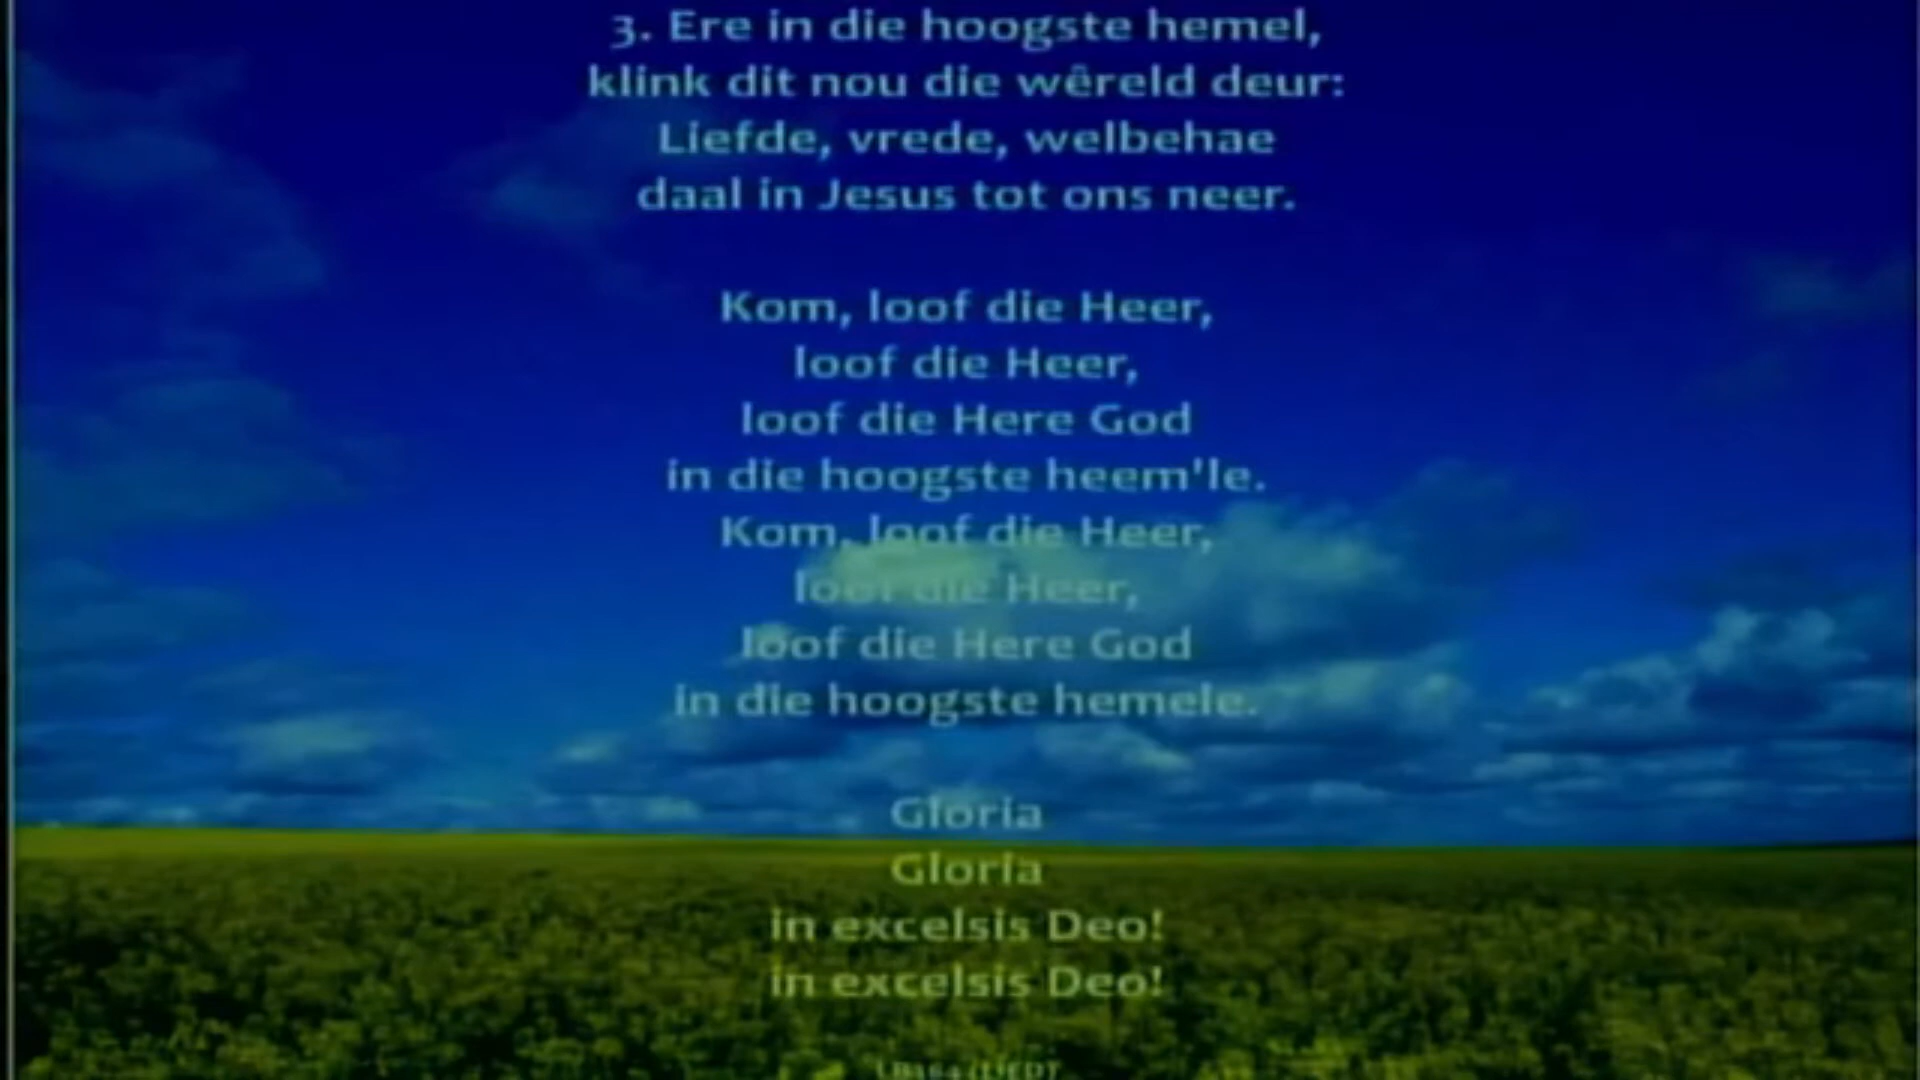 3. Ere in die hoogste hemel,
klink dit nou die wêreld deur:
Liefde, vrede, welbehae
daal in Jesus tot ons neer.
Kom, loof die Heer,
loof die Heer,
loof die Here God
in die hoogste heem'le.
Kom, loof die Heer,
loof die Heer,
loof die Here God
in die hoogste hemele.
Gloria
Gloria
in excelsis Deo!
in excelsis Deo!